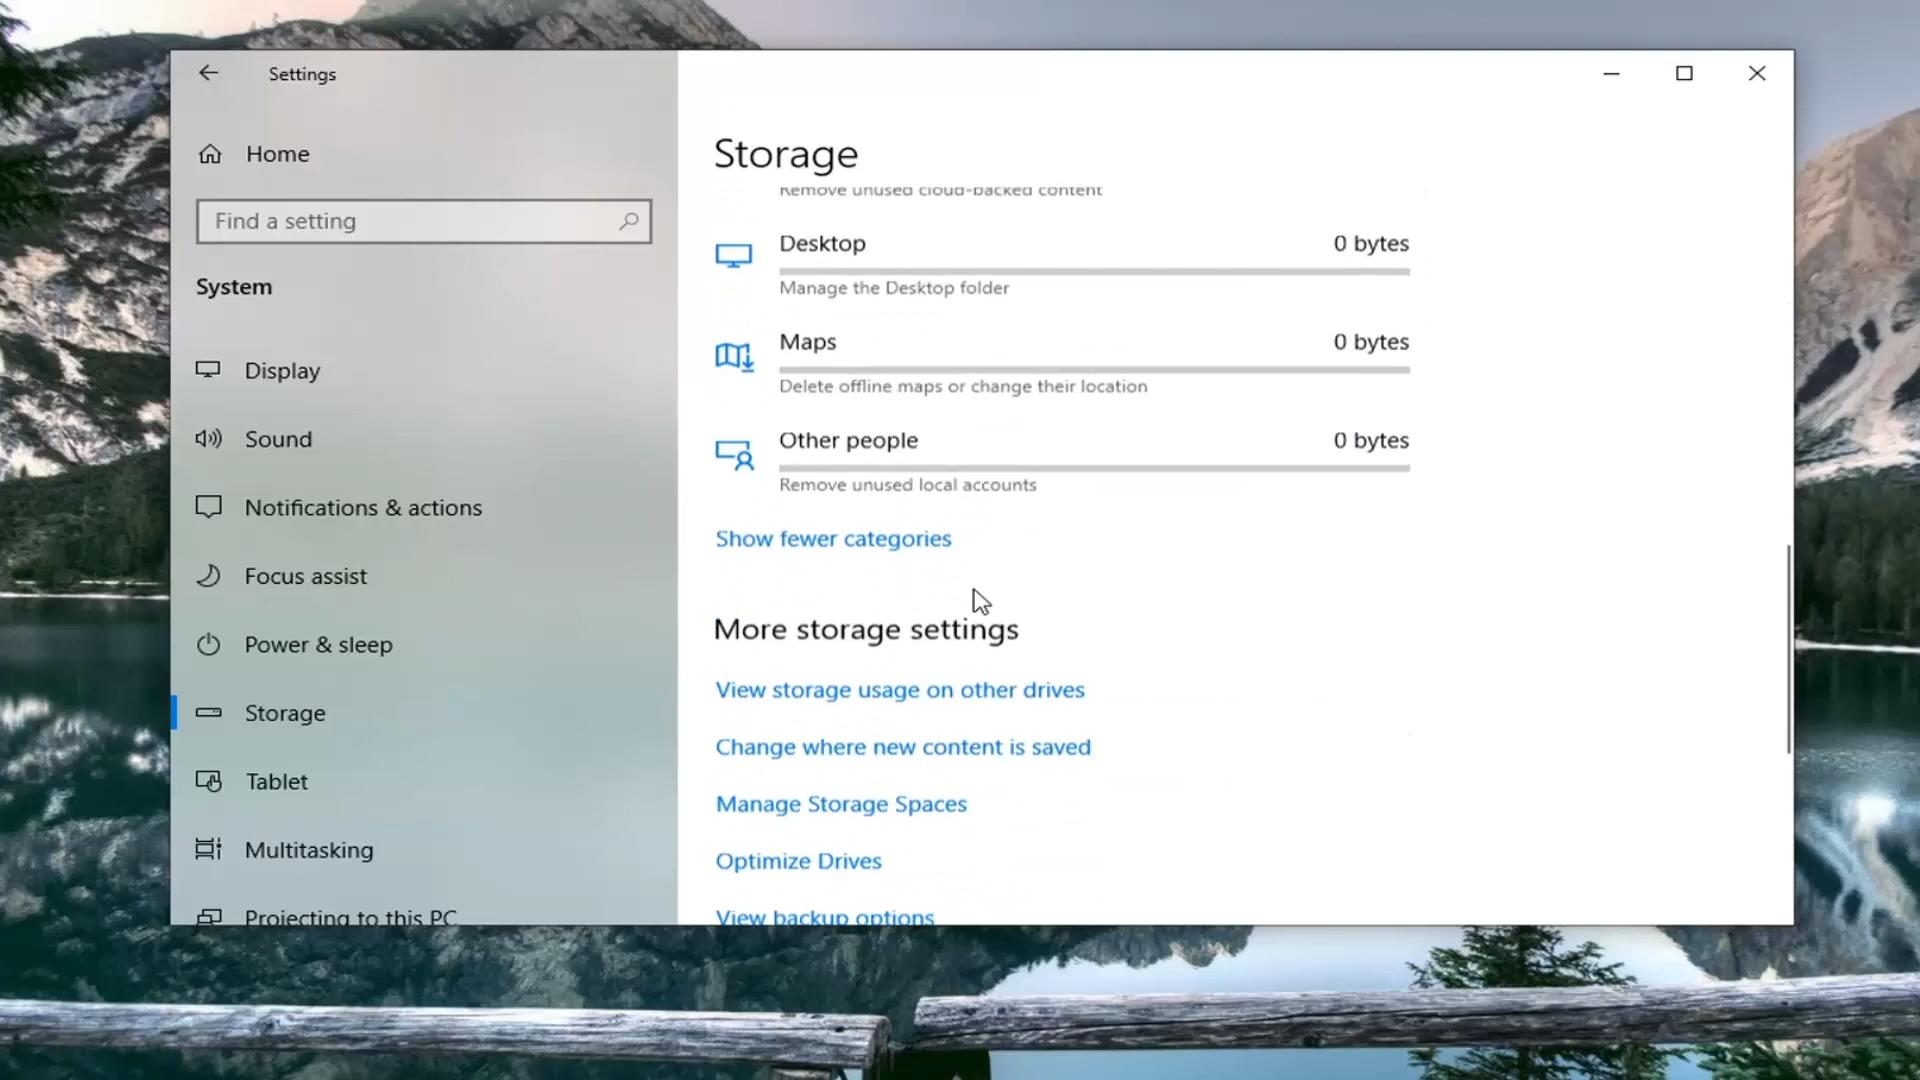 Settings
Home
Find a setting
System
Display
Sound
Notifications & actions
Focus assist
Power & sleep
Storage
Tablet
Multitasking
Projecting to this PC
Storage
Remove unused cloud-backed content
Desktop 0 bytes
Manage the Desktop folder
Maps 0 bytes
Delete offline maps or change their location
Other people 0 bytes
Remove unused local accounts
Show fewer categories
More storage settings
View storage usage on other drives
Change where new content is saved
Manage Storage Spaces
Optimize Drives
View backup options